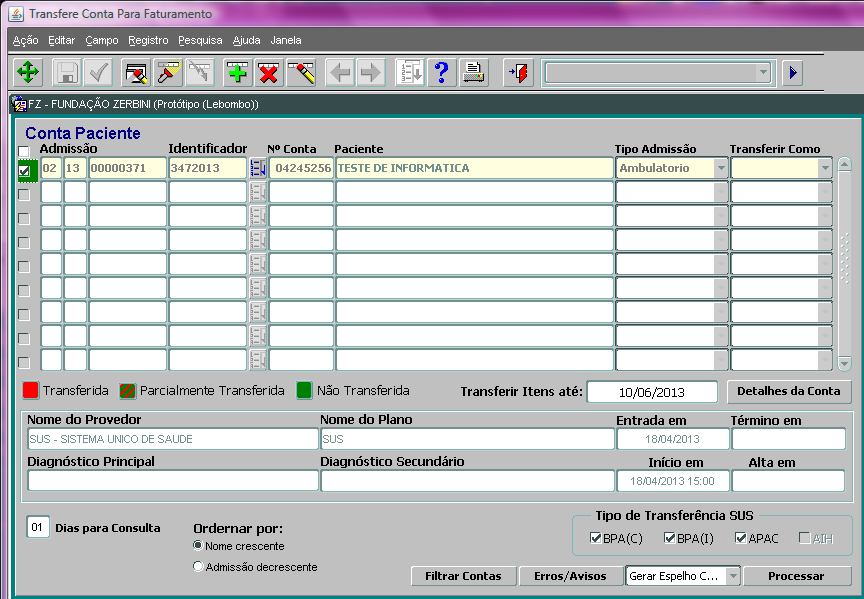 Transfere Conta Para Faturamento
Ação Editar Campo Registro Pesquisa Ajuda Janela
FZ - FUNDAÇÃO ZERBINI (Protótipo (Lebombo))
Conta Paciente
Admissão Identificador Nº Conta Paciente Tipo Admissão Transferir Como
02 13 00000371 3472013 04245256 TESTE DE INFORMATICA Ambulatorio
Transferida Parcialmente Transferida Não Transferida Transferir Itens até: 10/06/2013 Detalhes da Conta
Nome do Provedor Nome do Plano Entrada em Término em
SUS - SISTEMA UNICO DE SAUDE SUS 18/04/2013
Diagnóstico Principal Diagnóstico Secundário Início em Alta em
18/04/2013 15:00
Tipo de Transferência SUS
01 Dias para Consulta Ordernar por:
BPA(C) BPA(I) APAC AIH
Nome crescente
Admissão decrescente
Filtrar Contas Erros/Avisos Gerar Espelho C... Processar